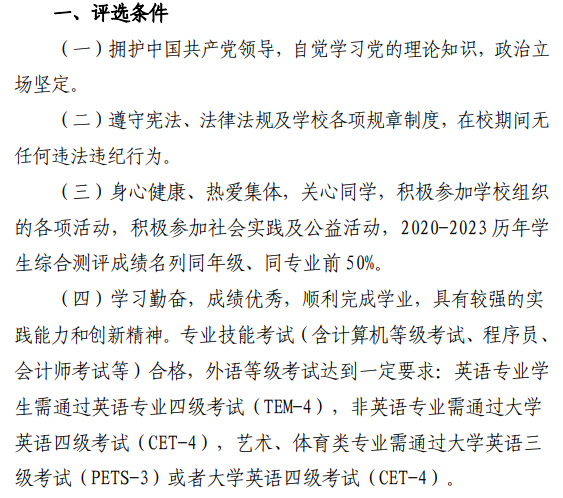 一、评选条件
（一）拥护中国共产党领导，自觉学习党的理论知识，政治立
场坚定。
（二）遵守宪法、法律法规及学校各项规章制度，在校期间无
任何违法违纪行为。
（三）身心健康、热爱集体，关心同学，积极参加学校组织
的各项活动，积极参加社会实践及公益活动，2020-2023 历年学
生综合测评成绩名列同年级、同专业前 50%。
（四）学习勤奋，成绩优秀，顺利完成学业，具有较强的实
践能力和创新精神。专业技能考试（含计算机等级考试、程序员、
会计师考试等）合格，外语等级考试达到一定要求：英语专业学
生需通过英语专业四级考试（TEM-4），非英语专业需通过大学
英语四级考试（CET-4），艺术、体育类专业需通过大学英语三
级考试（PETS-3）或者大学英语四级考试（CET-4）。